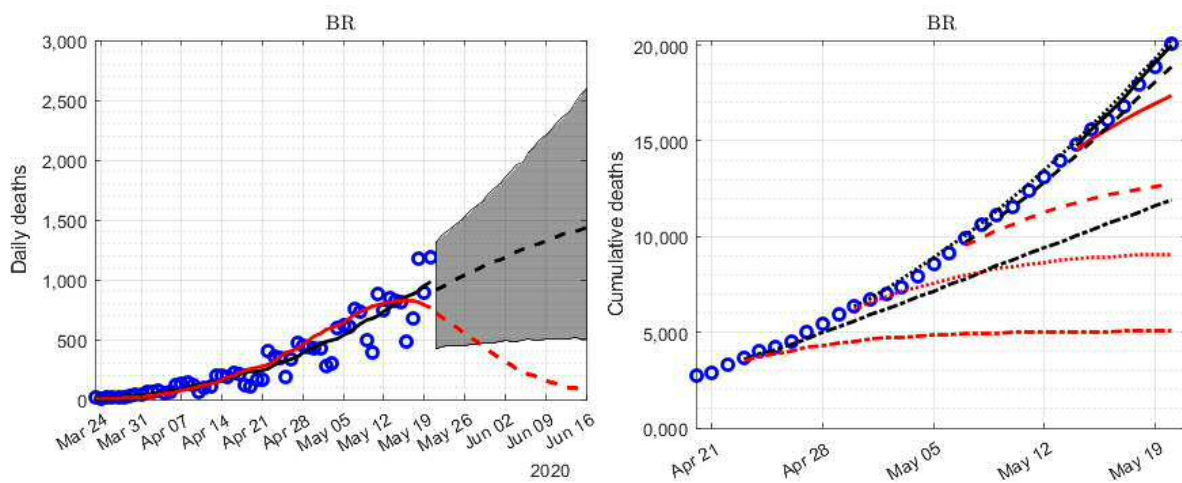 BR
Daily deaths
3,000
2,500
2,000
1,500
1,000
500
0
Mar 24
Mar 31
Apr 07
Apr 14
Apr 21
Apr 28
May 05
May 12
May 19
May 26
Jun 02
Jun 09
Jun 16
2020
BR
Cumulative deaths
20,000
15,000
10,000
5,000
0,000
Apr 21
Apr 28
May 05
May 12
May 19